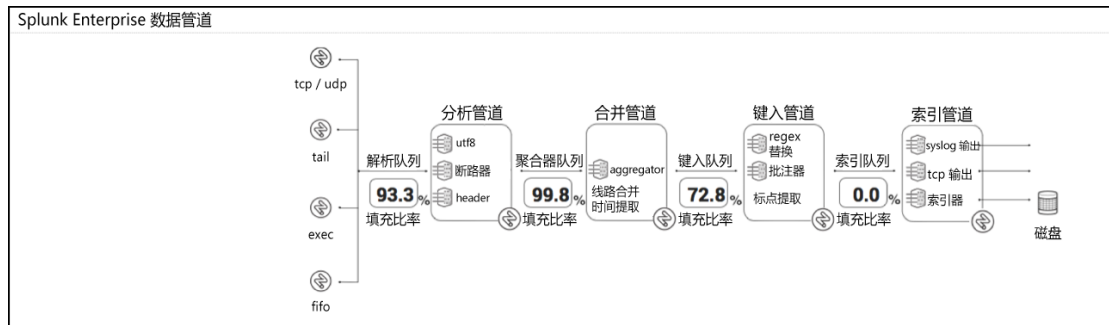 Splunk Enterprise 数据管道
tcp / udp
tail
exec
fifo
解析队列
93.3 %
填充比率
分析管道
utf8
断路器
header
聚合器队列
99.8 %
填充比率
合并管道
aggregator
线路合并
时间提取
键入队列
72.8 %
填充比率
键入管道
regex
替换
批注器
标点提取
索引队列
0.0 %
填充比率
索引管道
syslog 输出
tcp 输出
索引器
磁盘